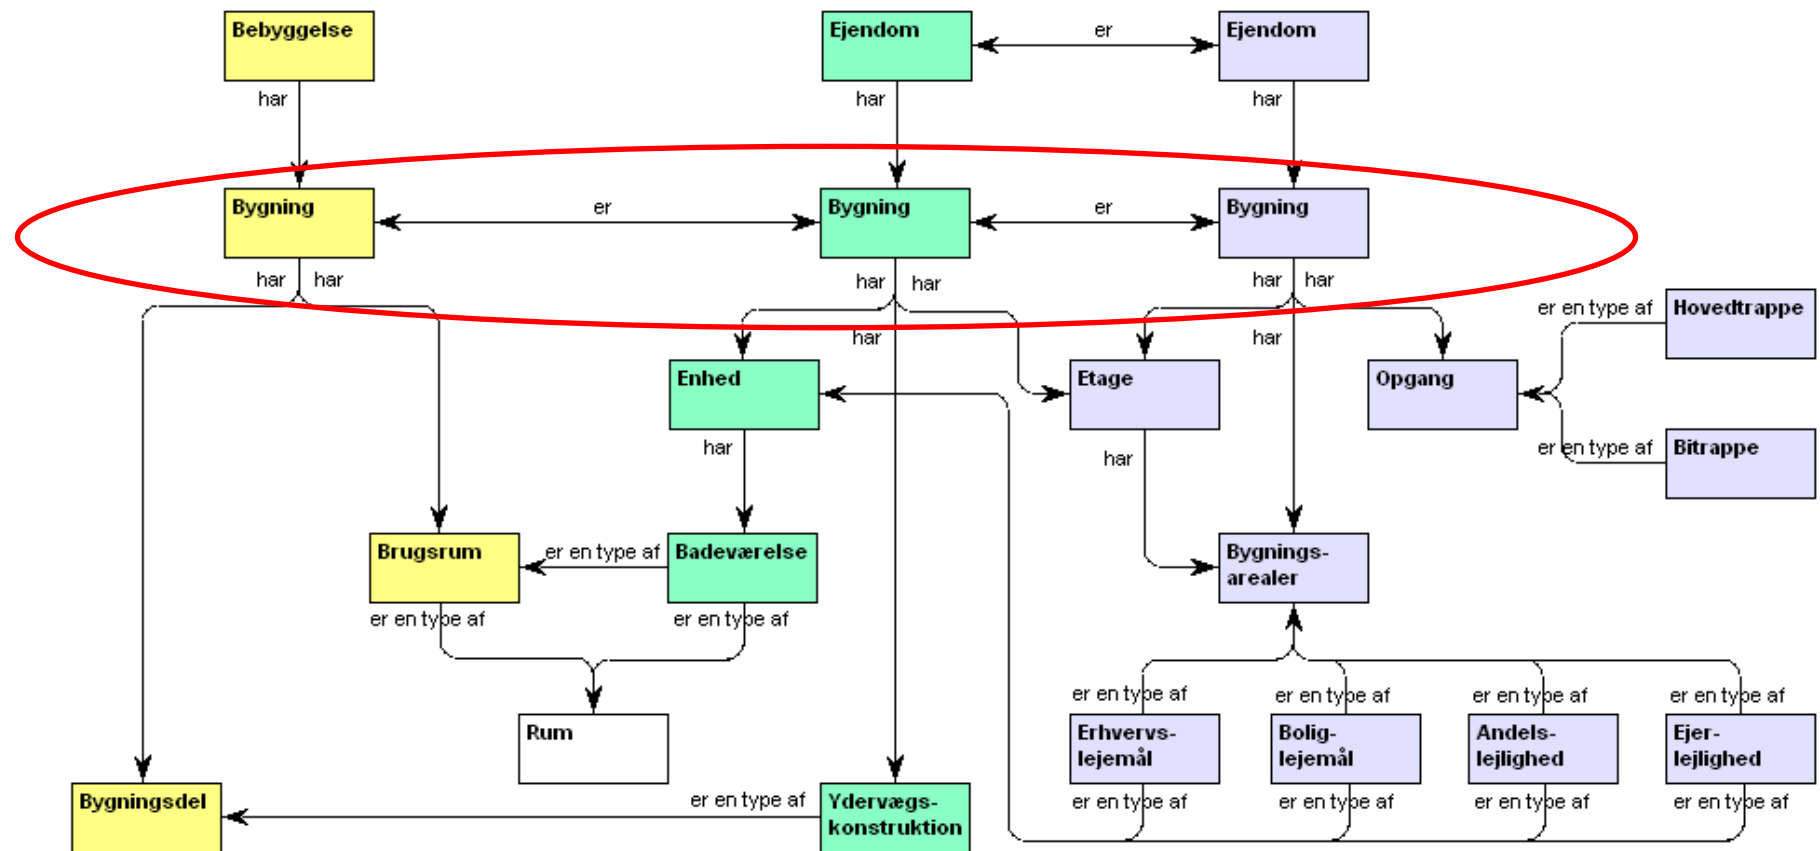 Bebyggelse
Ejendom
er
Ejendom
har
har
har
Bygning
er
Bygning
er
Bygning
har har
har har
har har
har
har
er en type af
Hovedtrappe
Enhed
Etage
Opgang
har
har
er en type af
Bitrappe
Brugsrum
er en type af
Badeværelse
Bygnings-
arealer
er en type af
er en type af
er en type af
er en type af
er en type af
er en type af
Rum
Erhvervs-
lejemål
Bolig-
lejemål
Andels-
lejlighed
Ejer-
lejlighed
Bygningsdel
er en type af
Ydervægs-
konstruktion
er en type af
er en type af
er en type af
er en type af